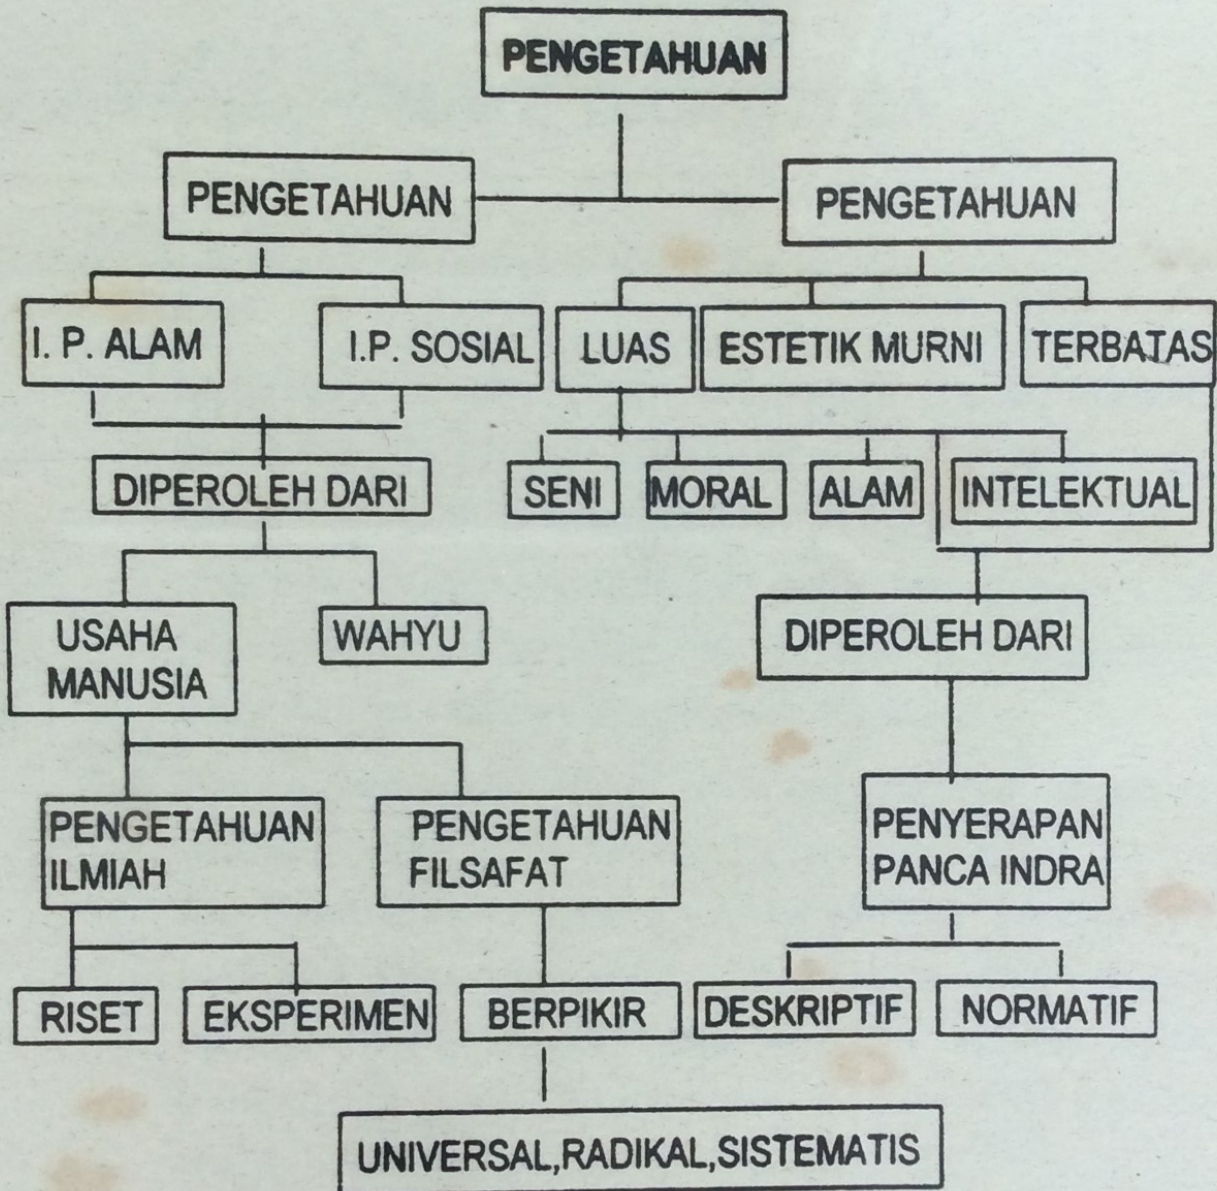 PENGETAHUAN
PENGETAHUAN
PENGETAHUAN
I. P. ALAM
I.P. SOSIAL
LUAS
ESTETIK MURNI
TERBATAS
DIPEROLEH DARI
SENI
MORAL
ALAM
INTELEKTUAL
USAHA
MANUSIA
WAHYU
DIPEROLEH DARI
PENGETAHUAN
ILMIAH
PENGETAHUAN
FILSAFAT
PENYERAPAN
PANCA INDRA
RISET
EKSPERIMEN
BERPIKIR
DESKRIPTIF
NORMATIF
UNIVERSAL,RADIKAL,SISTEMATIS